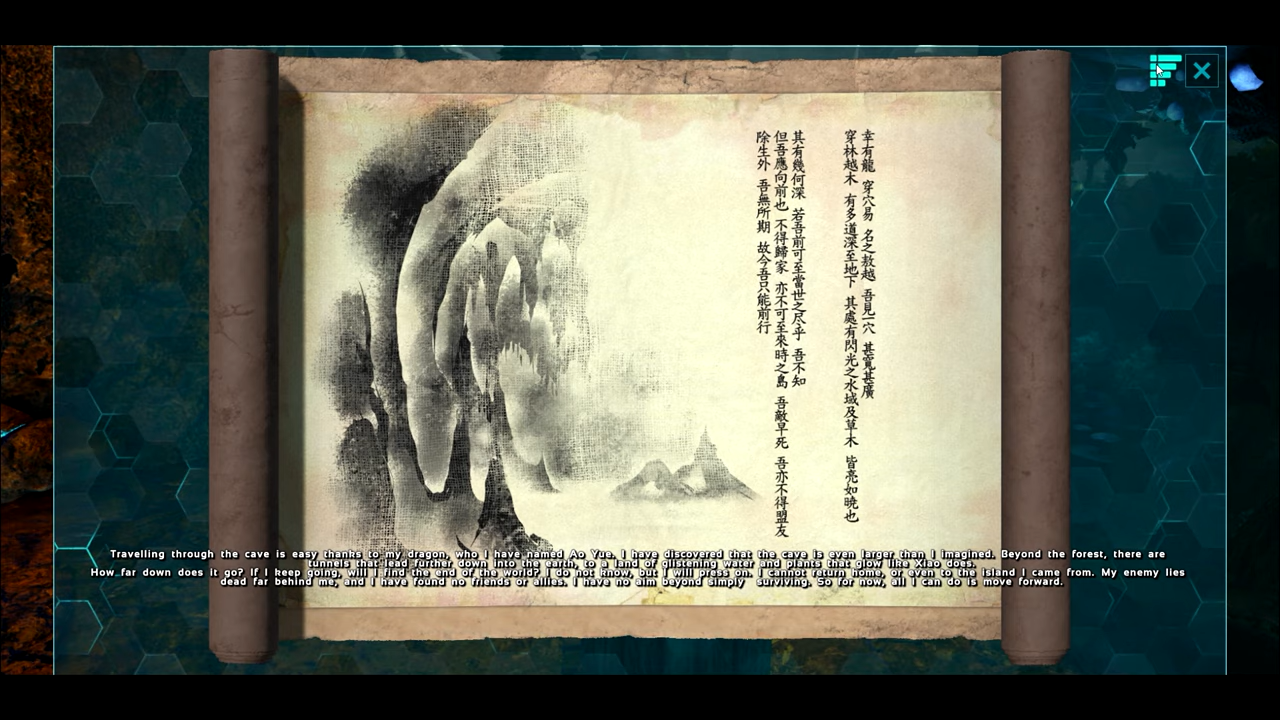 幸有龍 穿穴易 名之敖越 吾見一穴 甚寬甚廣
穿林越木 有多道深至地下 其處有閃光之水域及草木 皆亮如曉也
其有幾何深 若吾前可至當世之尽乎 吾不知
但吾應向前也 不得歸家 亦不可至來時之島 吾敵早死 吾亦不得盟友
除生外 吾無所期 故今吾只能前行
Travelling through the cave is easy thanks to my dragon, who I have named Ao Yue. I have discovered that the cave is even larger than I imagined. Beyond the forest, there are
tunnels that lead further down into the earth, to a land of glistening water and plants that glow like Xiao does.
How far down does it go? If I keep going, will I find the end of the world? I do not know, but I will press on. I cannot return home, or even to the island I came from. My enemy lies
dead far behind me, and I have found no friends or allies. I have no aim beyond simply surviving. So for now, all I can do is move forward.